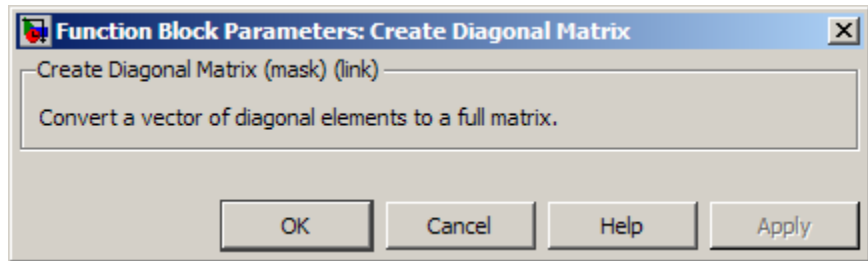 Function Block Parameters: Create Diagonal Matrix
Create Diagonal Matrix (mask) (link)
Convert a vector of diagonal elements to a full matrix.
OK Cancel Help Apply